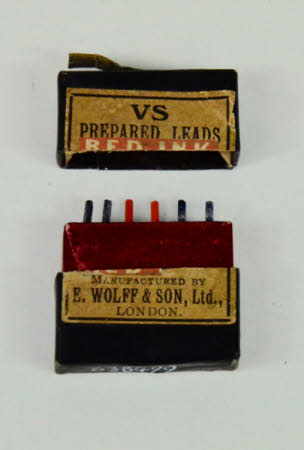 VS
PREPARED LEADS
RED INK
MANUFACTURED BY
E. WOLFF & SON, Ltd.,
LONDON.